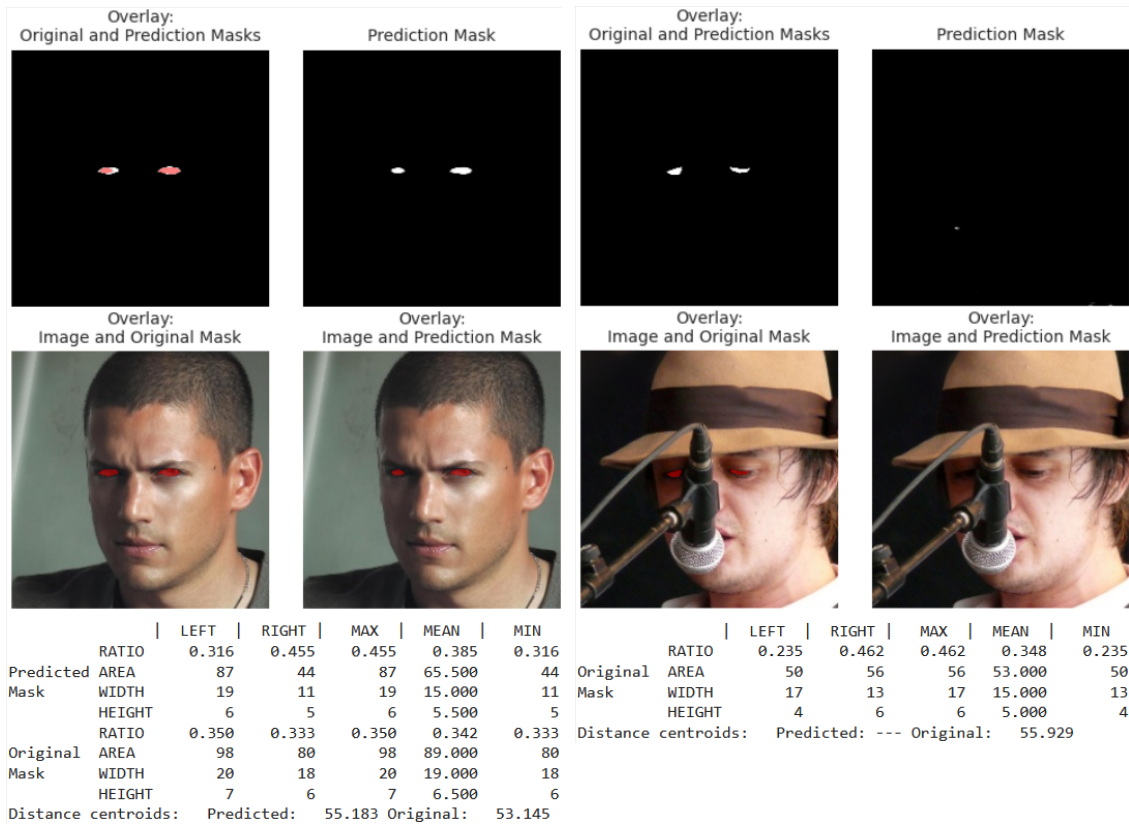 Overlay:
Original and Prediction Masks
Prediction Mask
Overlay:
Image and Original Mask
Overlay:
Image and Prediction Mask
| LEFT | RIGHT | MAX | MEAN | MIN
RATIO 0.316 0.455 0.455 0.385 0.316
Predicted AREA 87 44 87 65.500 44
Mask WIDTH 19 11 19 15.000 11
HEIGHT 6 5 6 5.500 5
RATIO 0.350 0.333 0.350 0.342 0.333
Original AREA 98 80 98 89.000 80
Mask WIDTH 20 18 20 19.000 18
HEIGHT 7 6 7 6.500 6
Distance centroids: Predicted: 55.183 Original: 53.145
Overlay:
Original and Prediction Masks
Prediction Mask
Overlay:
Image and Original Mask
Overlay:
Image and Prediction Mask
| LEFT | RIGHT | MAX | MEAN | MIN
RATIO 0.235 0.462 0.462 0.348 0.235
Original AREA 50 56 56 53.000 50
Mask WIDTH 17 13 17 15.000 13
HEIGHT 4 6 6 5.000 4
Distance centroids: Predicted: --- Original: 55.929